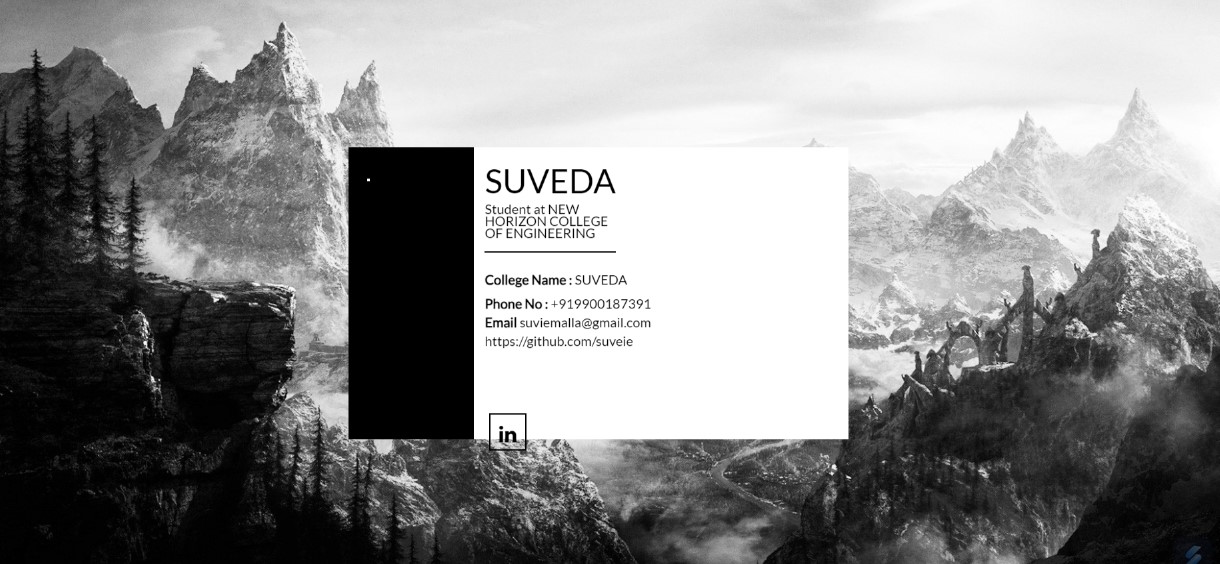 SUVEDA
Student at NEW
HORIZON COLLEGE
OF ENGINEERING
College Name : SUVEDA
Phone No : +919900187391
Email suviemalla@gmail.com
https://github.com/suveie
in